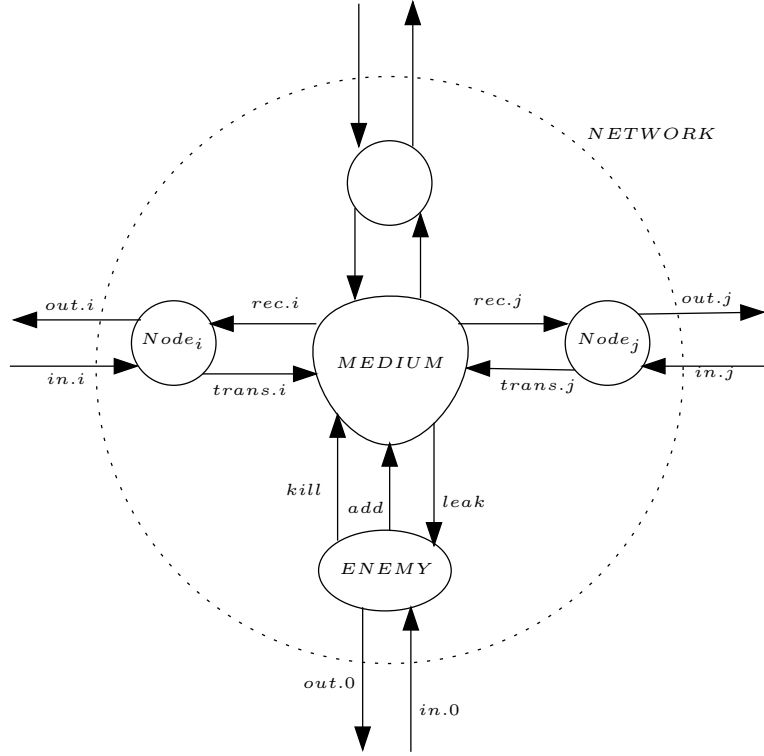 NETWORK
out.i
rec.i
rec.j
out.j
Node_i
MEDIUM
Node_j
in.i
trans.i
trans.j
in.j
kill
add
leak
ENEMY
out.0
in.0